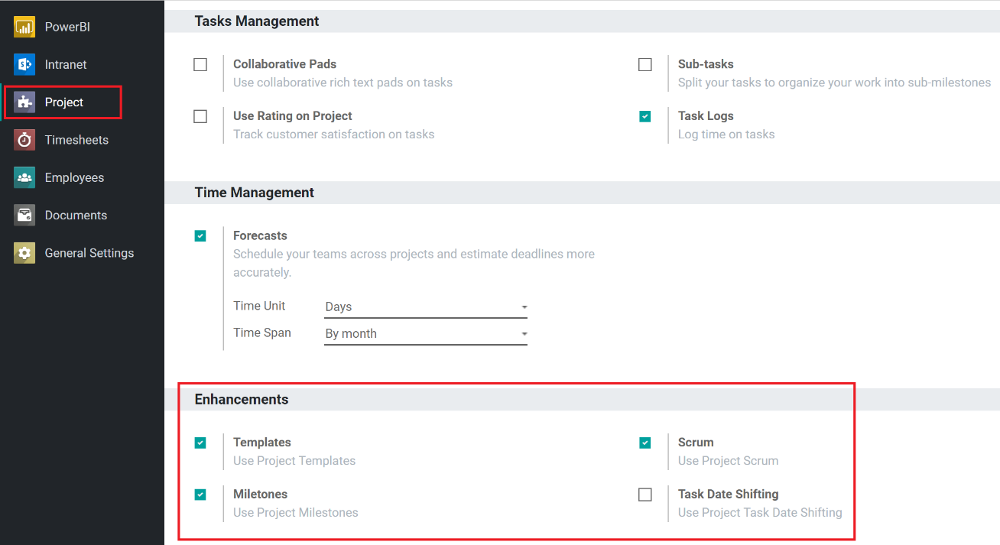 PowerBI
Intranet
Project
Timesheets
Employees
Documents
General Settings
Tasks Management
Collaborative Pads
Use collaborative rich text pads on tasks
Sub-tasks
Split your tasks to organize your work into sub-milestones
Use Rating on Project
Track customer satisfaction on tasks
Task Logs
Log time on tasks
Time Management
Forecasts
Schedule your teams across projects and estimate deadlines more
accurately.
Time Unit Days
Time Span By month
Enhancements
Templates
Use Project Templates
Scrum
Use Project Scrum
Miletones
Use Project Milestones
Task Date Shifting
Use Project Task Date Shifting